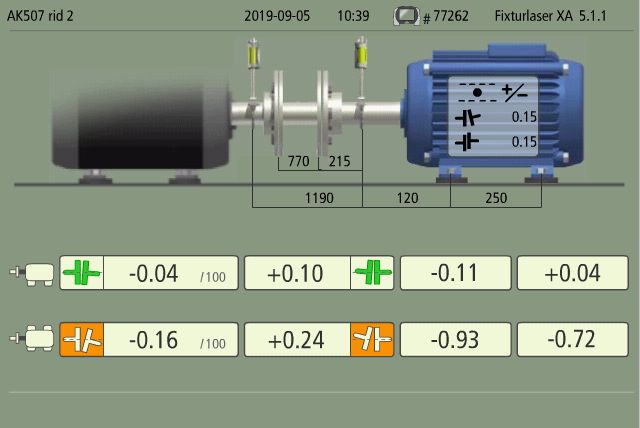 AK507 rid 2 2019-09-05 10:39 # 77262 Fixturlaser XA 5.1.1
+/−
0.15
0.15
770 215
1190 120 250
-0.04 /100 +0.10 -0.11 +0.04
-0.16 /100 +0.24 -0.93 -0.72